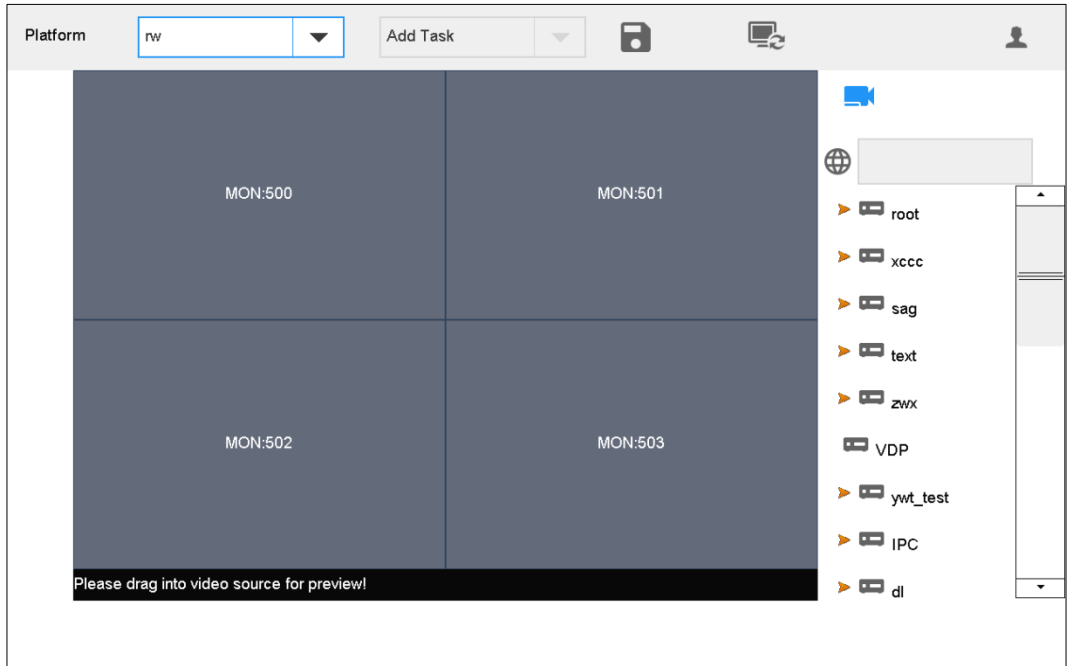 Platform rw Add Task
MON:500 MON:501
MON:502 MON:503
Please drag into video source for preview!
root
xccc
sag
text
zwx
VDP
ywt_test
IPC
dl